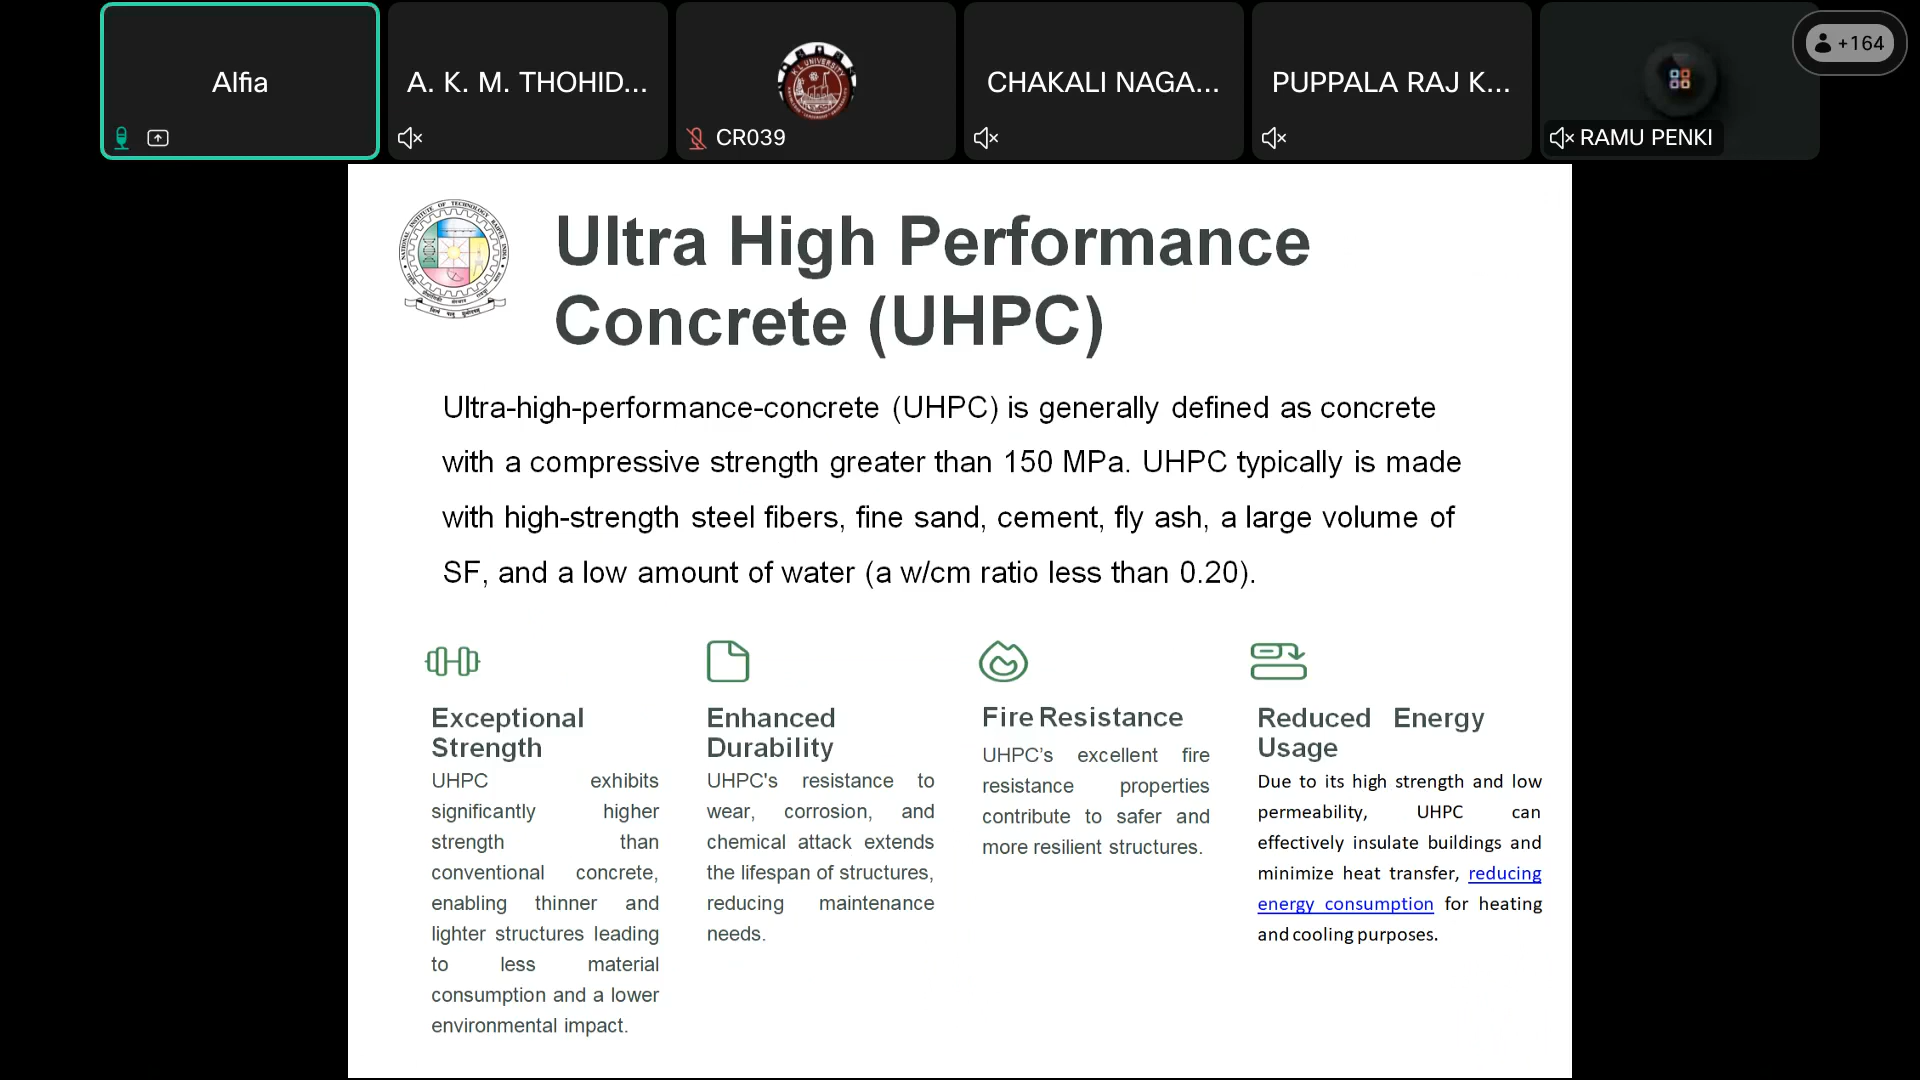 Alfia
A. K. M. THOHID...
CR039
CHAKALI NAGA...
PUPPALA RAJ K...
RAMU PENKI
+164
K L UNIVERSITY
NATIONAL INSTITUTE OF TECHNOLOGY RAIPUR INDIA
Ultra High Performance
Concrete (UHPC)
Ultra-high-performance-concrete (UHPC) is generally defined as concrete
with a compressive strength greater than 150 MPa. UHPC typically is made
with high-strength steel fibers, fine sand, cement, fly ash, a large volume of
SF, and a low amount of water (a w/cm ratio less than 0.20).
Exceptional
Strength
UHPC exhibits
significantly higher
strength than
conventional concrete,
enabling thinner and
lighter structures leading
to less material
consumption and a lower
environmental impact.
Enhanced
Durability
UHPC's resistance to
wear, corrosion, and
chemical attack extends
the lifespan of structures,
reducing maintenance
needs.
Fire Resistance
UHPC’s excellent fire
resistance properties
contribute to safer and
more resilient structures.
Reduced Energy
Usage
Due to its high strength and low
permeability, UHPC can
effectively insulate buildings and
minimize heat transfer, reducing
energy consumption for heating
and cooling purposes.